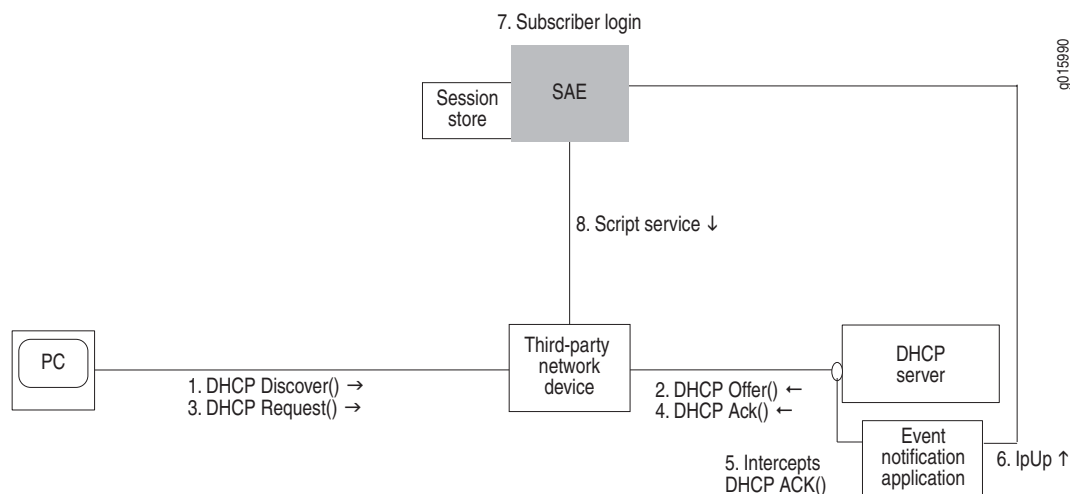 7. Subscriber login
g015990
Session
store
SAE
8. Script service ↓
PC
1. DHCP Discover() →
3. DHCP Request() →
Third-party
network
device
2. DHCP Offer() ←
4. DHCP Ack() ←
DHCP
server
5. Intercepts
DHCP ACK()
Event
notification
application
6. IpUp ↑